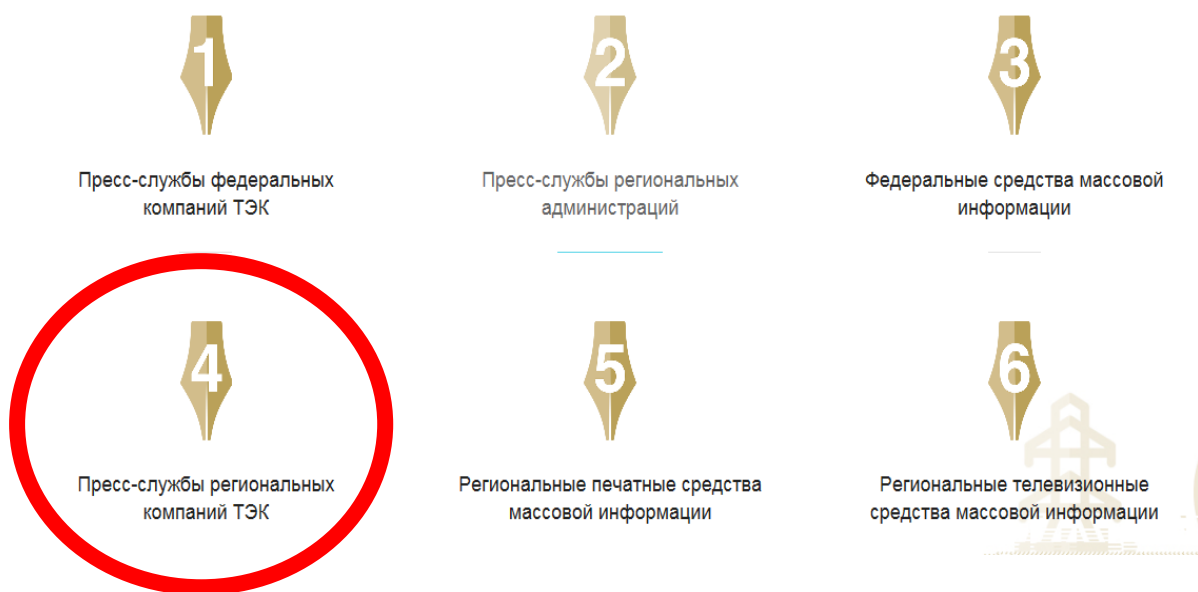 1
2
3
Пресс-службы федеральных
компаний ТЭК
Пресс-службы региональных
администраций
Федеральные средства массовой
информации
4
5
6
Пресс-службы региональных
компаний ТЭК
Региональные печатные средства
массовой информации
Региональные телевизионные
средства массовой информации